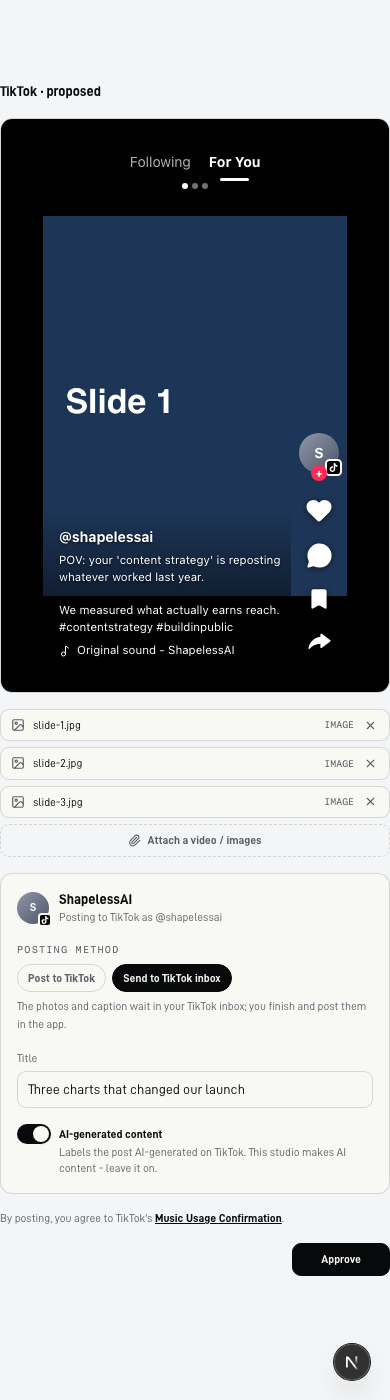 TikTok · proposed
Following For You
Slide 1
S
@shapelessai
POV: your 'content strategy' is reposting
whatever worked last year.
We measured what actually earns reach.
#contentstrategy #buildinpublic
Original sound - ShapelessAI
slide-1.jpg IMAGE
slide-2.jpg IMAGE
slide-3.jpg IMAGE
Attach a video / images
S
ShapelessAI
Posting to TikTok as @shapelessai
POSTING METHOD
Post to TikTok Send to TikTok inbox
The photos and caption wait in your TikTok inbox; you finish and post them
in the app.
Title
Three charts that changed our launch
AI-generated content
Labels the post AI-generated on TikTok. This studio makes AI
content - leave it on.
By posting, you agree to TikTok's Music Usage Confirmation.
Approve
N